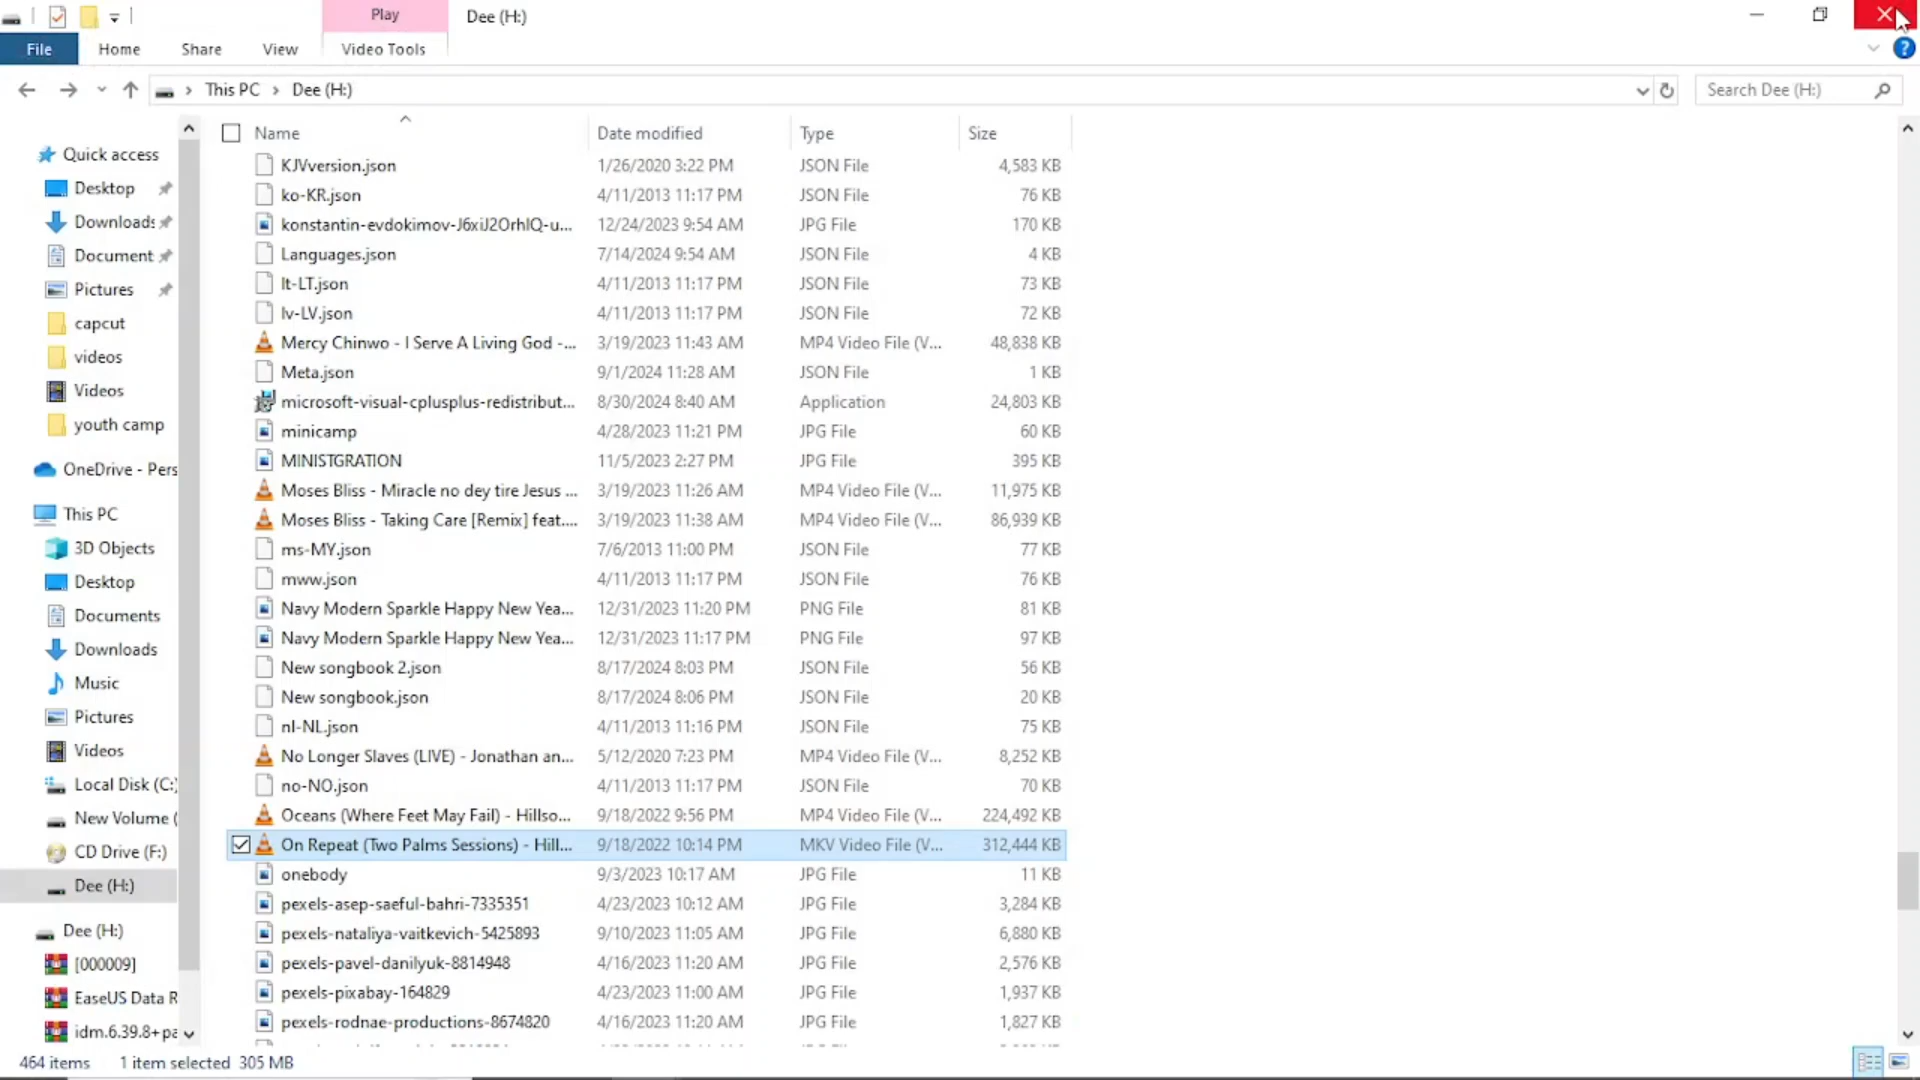 Play
Dee (H:)
File
Home
Share
View
Video Tools
This PC
Dee (H:)
Search Dee (H:)
Name
Date modified
Type
Size
Quick access
Desktop
Downloads
Document
Pictures
capcut
videos
Videos
youth camp
OneDrive - Pers
This PC
3D Objects
Desktop
Documents
Downloads
Music
Pictures
Videos
Local Disk (C:)
New Volume (
CD Drive (F:)
Dee (H:)
Dee (H:)
[000009]
EaseUS Data R
idm.6.39.8+pa
KJVversion.json 1/26/2020 3:22 PM JSON File 4,583 KB
ko-KR.json 4/11/2013 11:17 PM JSON File 76 KB
konstantin-evdokimov-J6xiJ2OrhIQ-u... 12/24/2023 9:54 AM JPG File 170 KB
Languages.json 7/14/2024 9:54 AM JSON File 4 KB
lt-LT.json 4/11/2013 11:17 PM JSON File 73 KB
lv-LV.json 4/11/2013 11:17 PM JSON File 72 KB
Mercy Chinwo - I Serve A Living God -... 3/19/2023 11:43 AM MP4 Video File (V... 48,838 KB
Meta.json 9/1/2024 11:28 AM JSON File 1 KB
microsoft-visual-cplusplus-redistribut... 8/30/2024 8:40 AM Application 24,803 KB
minicamp 4/28/2023 11:21 PM JPG File 60 KB
MINISTGRATION 11/5/2023 2:27 PM JPG File 395 KB
Moses Bliss - Miracle no dey tire Jesus ... 3/19/2023 11:26 AM MP4 Video File (V... 11,975 KB
Moses Bliss - Taking Care [Remix] feat.... 3/19/2023 11:38 AM MP4 Video File (V... 86,939 KB
ms-MY.json 7/6/2013 11:00 PM JSON File 77 KB
mww.json 4/11/2013 11:17 PM JSON File 76 KB
Navy Modern Sparkle Happy New Yea... 12/31/2023 11:20 PM PNG File 81 KB
Navy Modern Sparkle Happy New Yea... 12/31/2023 11:17 PM PNG File 97 KB
New songbook 2.json 8/17/2024 8:03 PM JSON File 56 KB
New songbook.json 8/17/2024 8:06 PM JSON File 20 KB
nl-NL.json 4/11/2013 11:16 PM JSON File 75 KB
No Longer Slaves (LIVE) - Jonathan an... 5/12/2020 7:23 PM MP4 Video File (V... 8,252 KB
no-NO.json 4/11/2013 11:17 PM JSON File 70 KB
Oceans (Where Feet May Fail) - Hillso... 9/18/2022 9:56 PM MP4 Video File (V... 224,492 KB
On Repeat (Two Palms Sessions) - Hill... 9/18/2022 10:14 PM MKV Video File (V... 312,444 KB
onebody 9/3/2023 10:17 AM JPG File 11 KB
pexels-asep-saeful-bahri-7335351 4/23/2023 10:12 AM JPG File 3,284 KB
pexels-nataliya-vaitkevich-5425893 9/10/2023 11:05 AM JPG File 6,880 KB
pexels-pavel-danilyuk-8814948 4/16/2023 11:20 AM JPG File 2,576 KB
pexels-pixabay-164829 4/23/2023 11:00 AM JPG File 1,937 KB
pexels-rodnae-productions-8674820 4/16/2023 11:20 AM JPG File 1,827 KB
464 items 1 item selected 305 MB